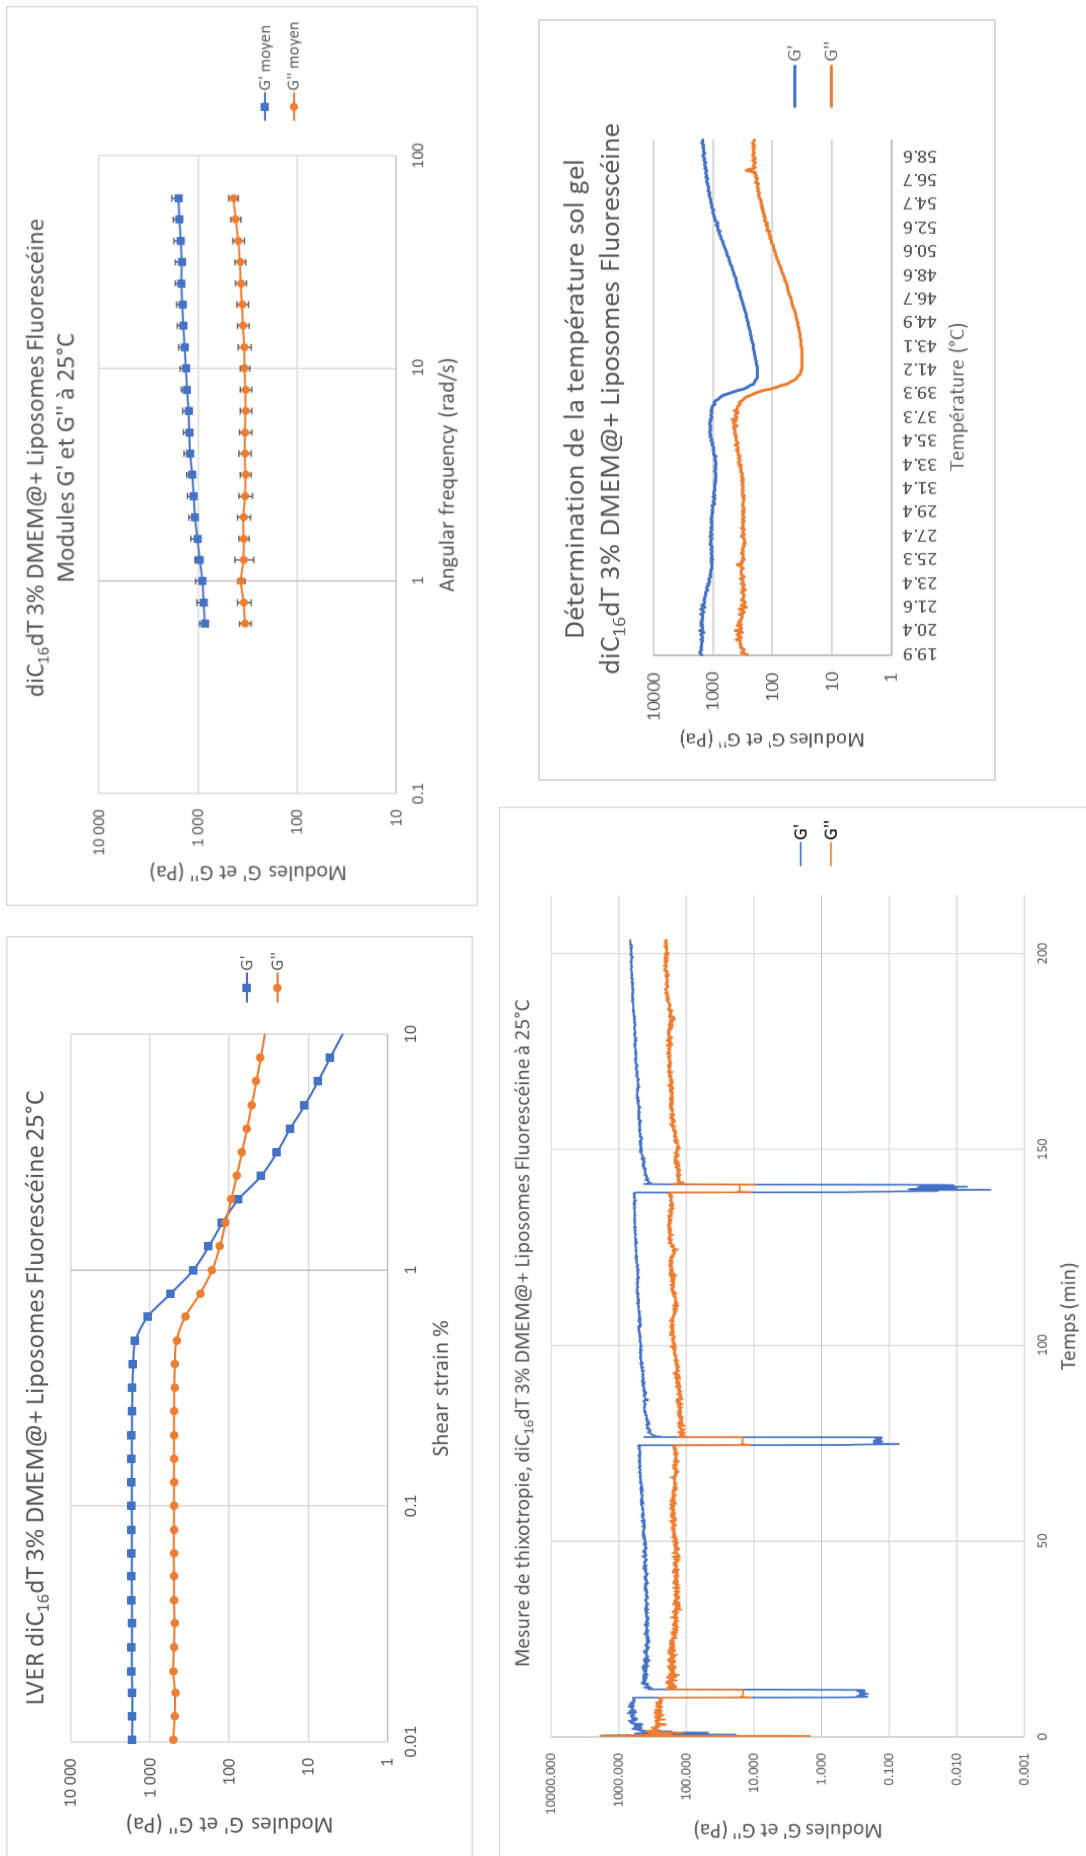 LVER diC₁₆dT 3% DMEM@+ Liposomes Fluorescéine 25°C
Modules G' et G'' (Pa)
10 000
1 000
100
10
1
0.01
0.1
1
10
Shear strain %
G'
G''
diC₁₆dT 3% DMEM@+ Liposomes Fluorescéine
Modules G' et G'' à 25°C
Modules G' et G'' (Pa)
10 000
1 000
100
10
0.1
1
10
100
Angular frequency (rad/s)
G' moyen
G'' moyen
Mesure de thixotropie, diC₁₆dT 3% DMEM@+ Liposomes Fluorescéine à 25°C
Modules G' et G'' (Pa)
10000.000
1000.000
100.000
10.000
1.000
0.100
0.010
0.001
0
50
100
150
200
Temps (min)
G'
G''
Détermination de la température sol gel
diC₁₆dT 3% DMEM@+ Liposomes Fluorescéine
Modules G' et G'' (Pa)
10000
1000
100
10
1
19.9
20.4
21.6
23.4
25.3
27.4
29.4
31.4
33.4
35.4
37.3
39.3
41.2
43.1
44.9
46.7
48.6
50.6
52.6
54.7
56.7
58.6
Température (°C)
G'
G''